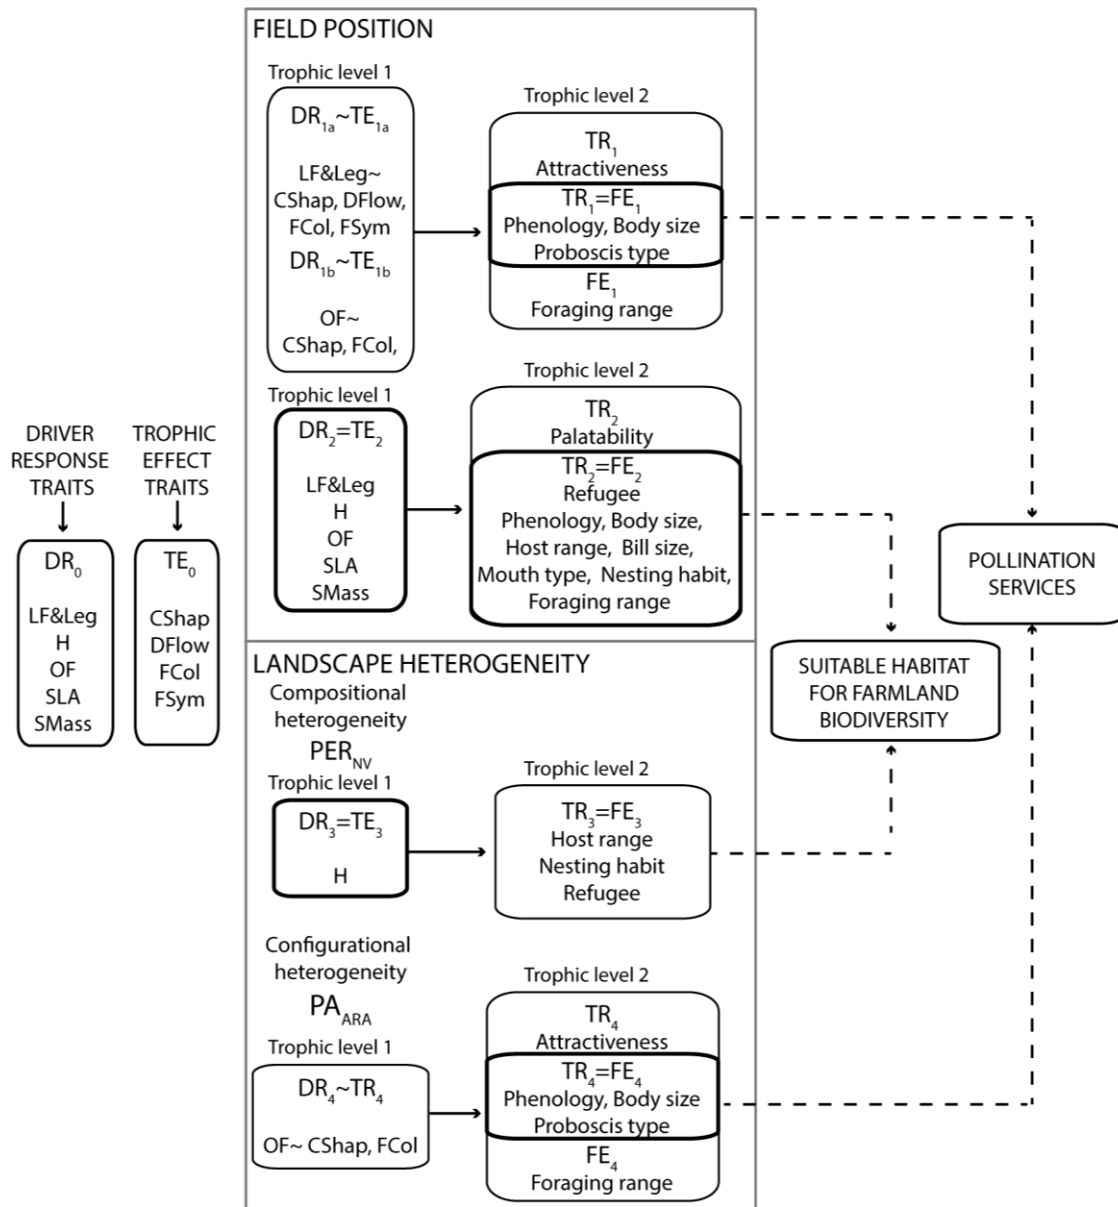 FIELD POSITION
Trophic level 1
DR1a~TE1a
LF&Leg~
CShap, DFlow,
FCol, FSym
DR1b~TE1b
OF~
CShap, FCol,
Trophic level 2
TR1
Attractiveness
TR1=FE1
Phenology, Body size
Proboscis type
FE1
Foraging range
Trophic level 1
DR2=TE2
LF&Leg
H
OF
SLA
SMass
Trophic level 2
TR2
Palatability
TR2=FE2
Refugee
Phenology, Body size,
Host range, Bill size,
Mouth type, Nesting habit,
Foraging range
DRIVER
RESPONSE
TRAITS
DR0
LF&Leg
H
OF
SLA
SMass
TROPHIC
EFFECT
TRAITS
TE0
CShap
DFlow
FCol
FSym
LANDSCAPE HETEROGENEITY
Compositional
heterogeneity
PERNV
Trophic level 1
DR3=TE3
H
Trophic level 2
TR3=FE3
Host range
Nesting habit
Refugee
Configurational
heterogeneity
PAARA
Trophic level 1
DR4~TR4
OF~ CShap, FCol
Trophic level 2
TR4
Attractiveness
TR4=FE4
Phenology, Body size
Proboscis type
FE4
Foraging range
SUITABLE HABITAT
FOR FARMLAND
BIODIVERSITY
POLLINATION
SERVICES